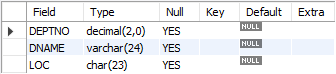 Field Type Null Key Default Extra
DEPTNO decimal(2,0) YES NULL
DNAME varchar(24) YES NULL
LOC char(23) YES NULL